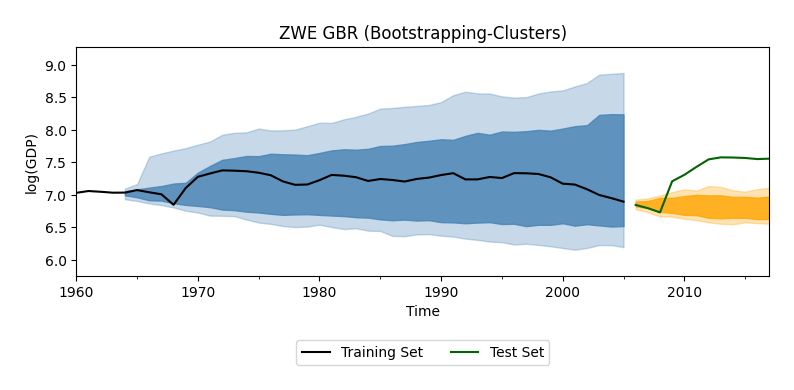 ZWE GBR (Bootstrapping-Clusters)
log(GDP)
9.0
8.5
8.0
7.5
7.0
6.5
6.0
1960 1970 1980 1990 2000 2010
Time
Training Set Test Set